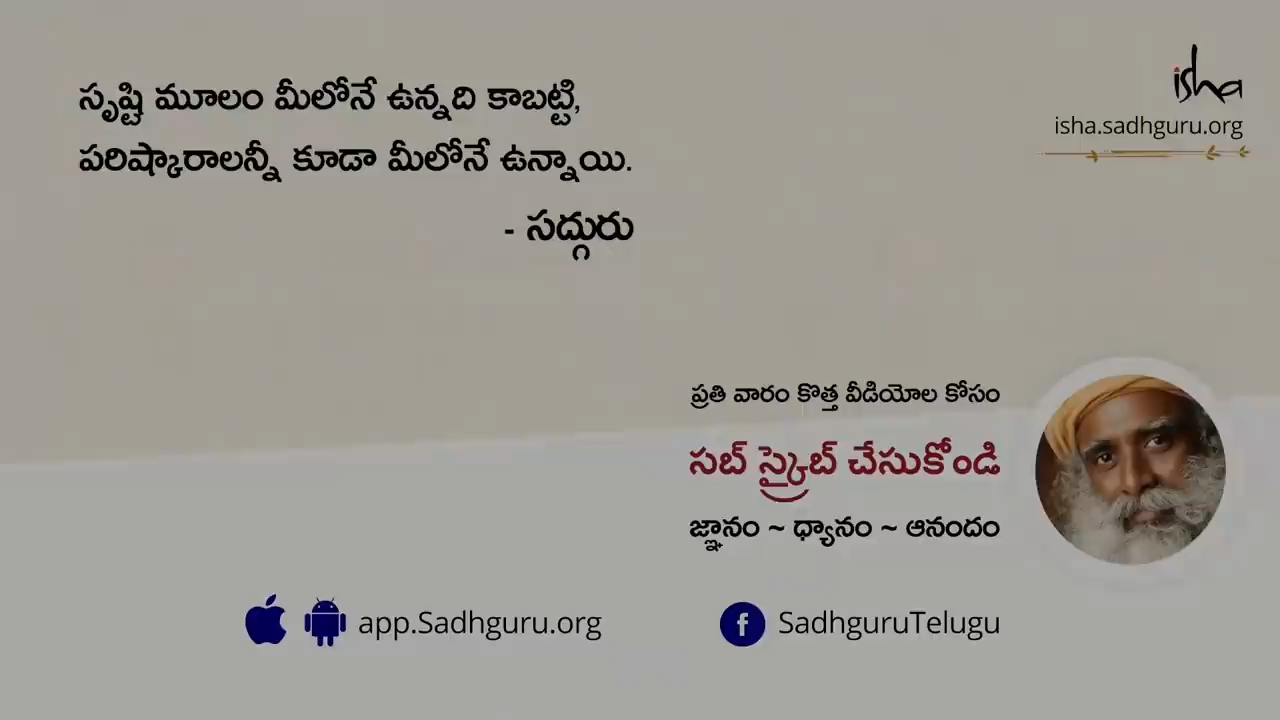 సృష్టి మూలం మీలోనే ఉన్నది కాబట్టి,
పరిష్కారాలన్నీ కూడా మీలోనే ఉన్నాయి.
- సద్గురు
isha
isha.sadhguru.org
ప్రతి వారం కొత్త వీడియోల కోసం
సబ్ స్క్రైబ్ చేసుకోండి
జ్ఞానం ~ ధ్యానం ~ ఆనందం
app.Sadhguru.org
SadhguruTelugu